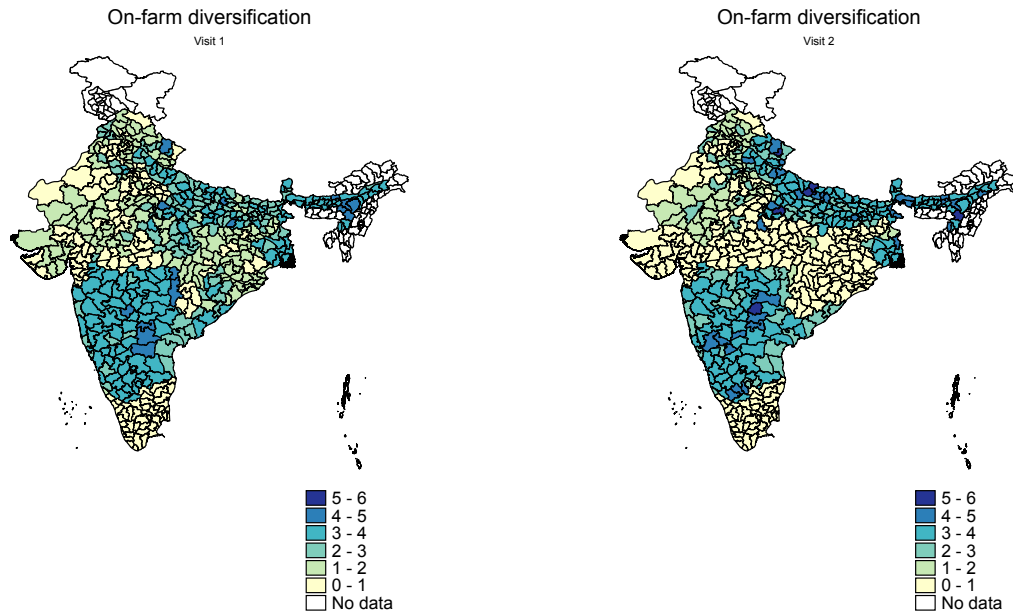 On-farm diversification
Visit 1
5 - 6
4 - 5
3 - 4
2 - 3
1 - 2
0 - 1
No data
On-farm diversification
Visit 2
5 - 6
4 - 5
3 - 4
2 - 3
1 - 2
0 - 1
No data